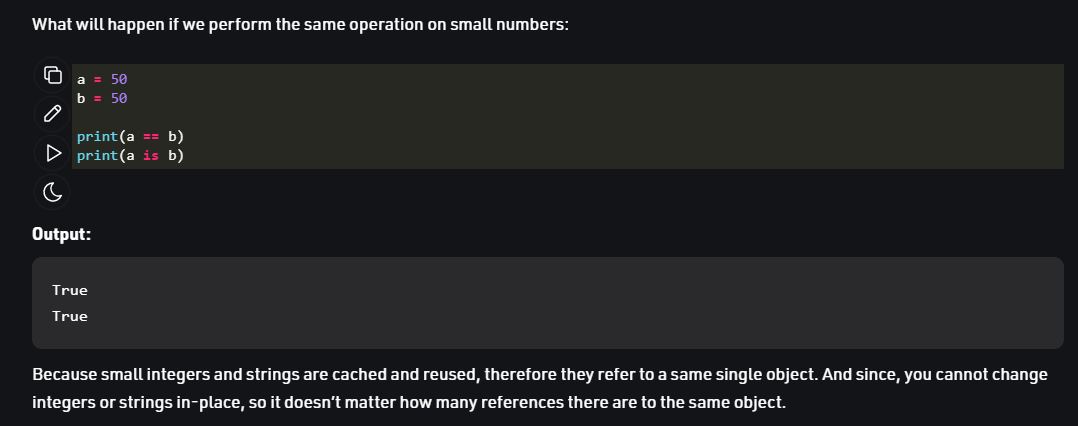 What will happen if we perform the same operation on small numbers:
a = 50
b = 50
print(a == b)
print(a is b)
Output:
True
True
Because small integers and strings are cached and reused, therefore they refer to a same single object. And since, you cannot change
integers or strings in-place, so it doesn't matter how many references there are to the same object.